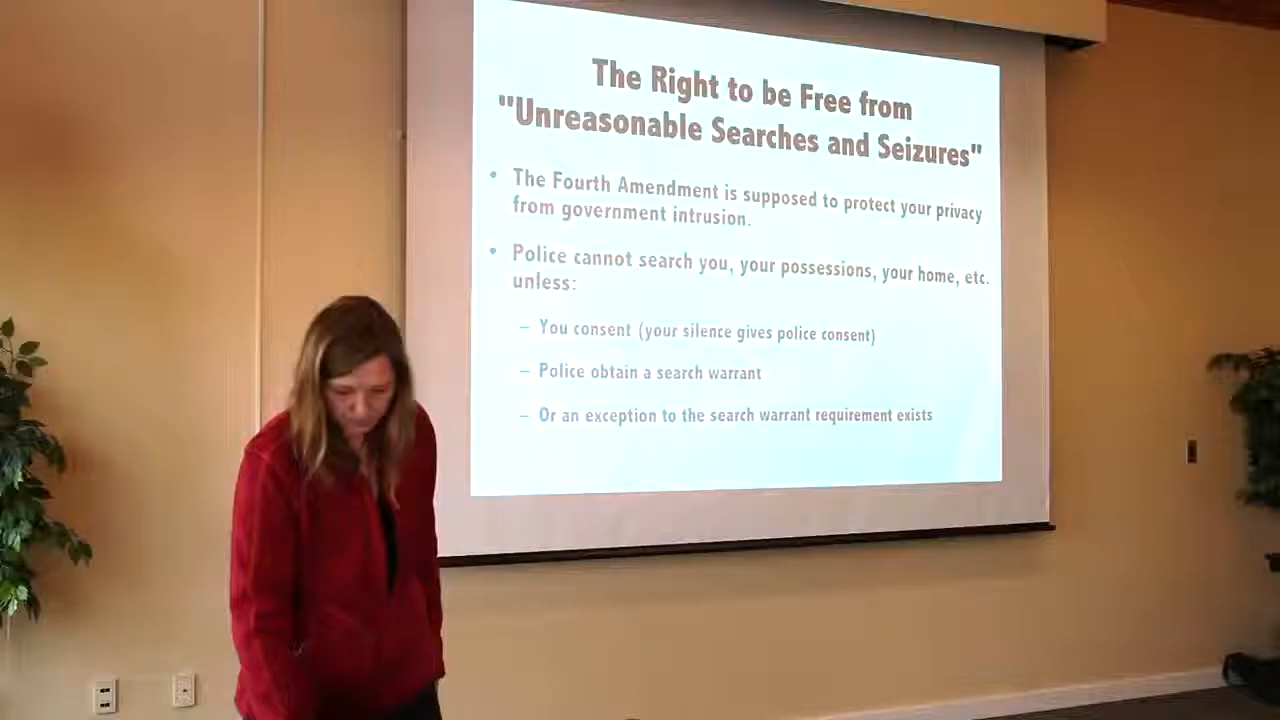 The Right to be Free from
"Unreasonable Searches and Seizures"
• The Fourth Amendment is supposed to protect your privacy
from government intrusion.
• Police cannot search you, your possessions, your home, etc.
unless:
– You consent (your silence gives police consent)
– Police obtain a search warrant
– Or an exception to the search warrant requirement exists